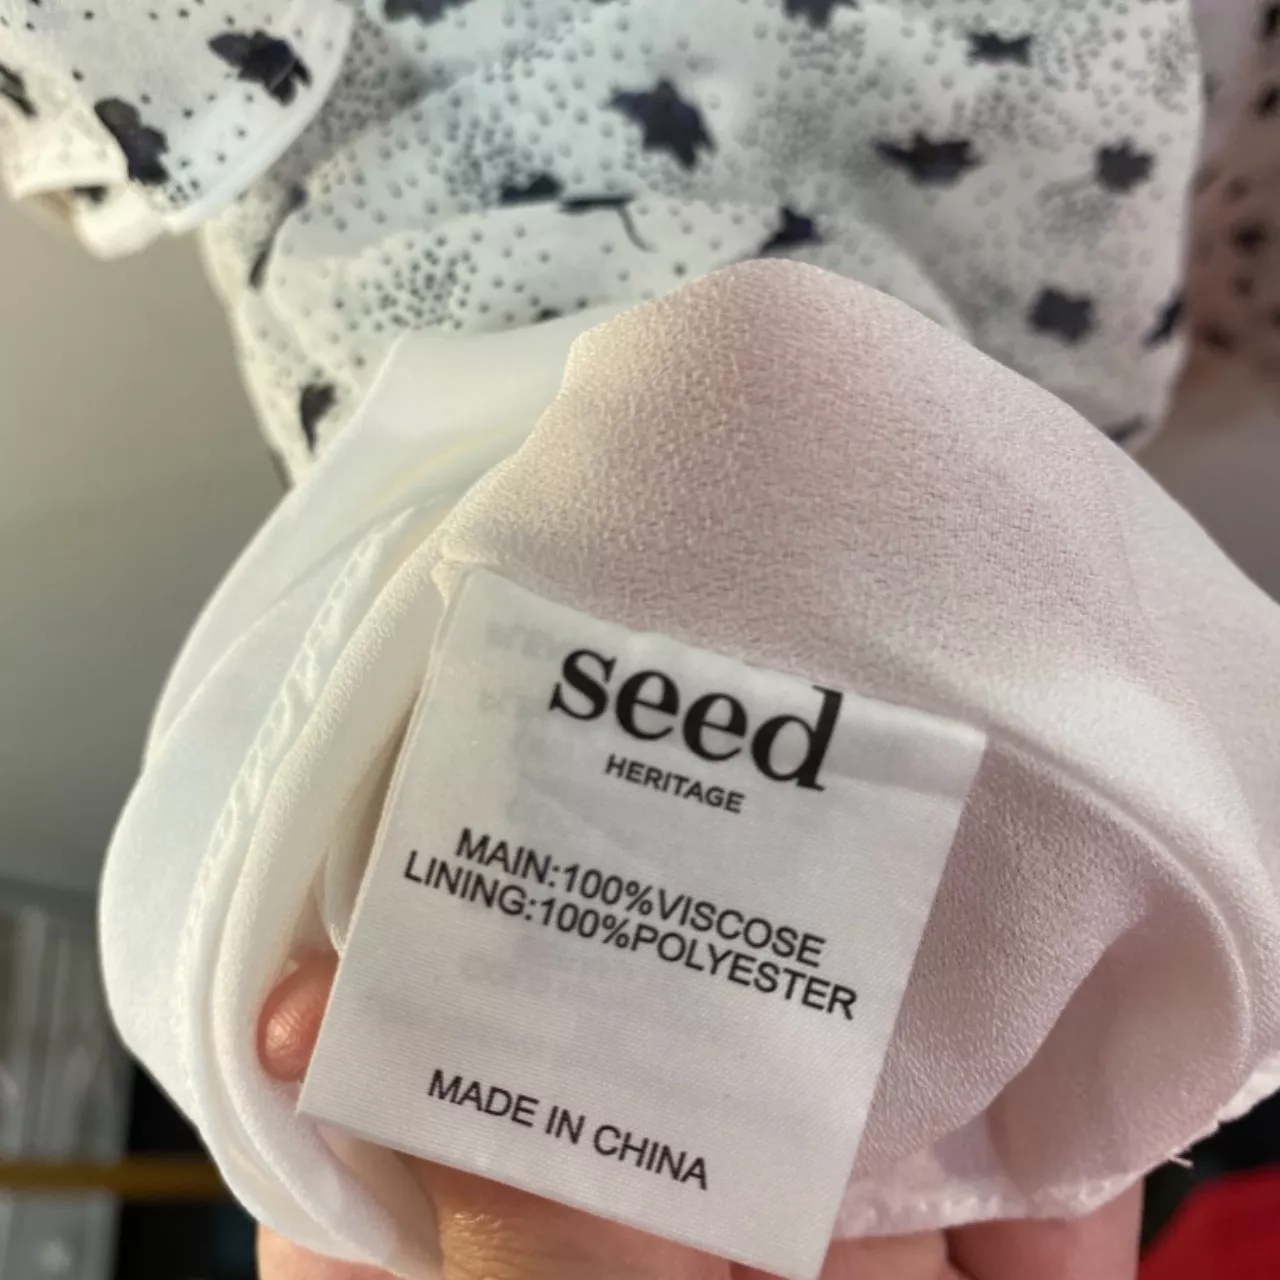 seed
HERITAGE
MAIN:100%VISCOSE
LINING:100%POLYESTER
MADE IN CHINA